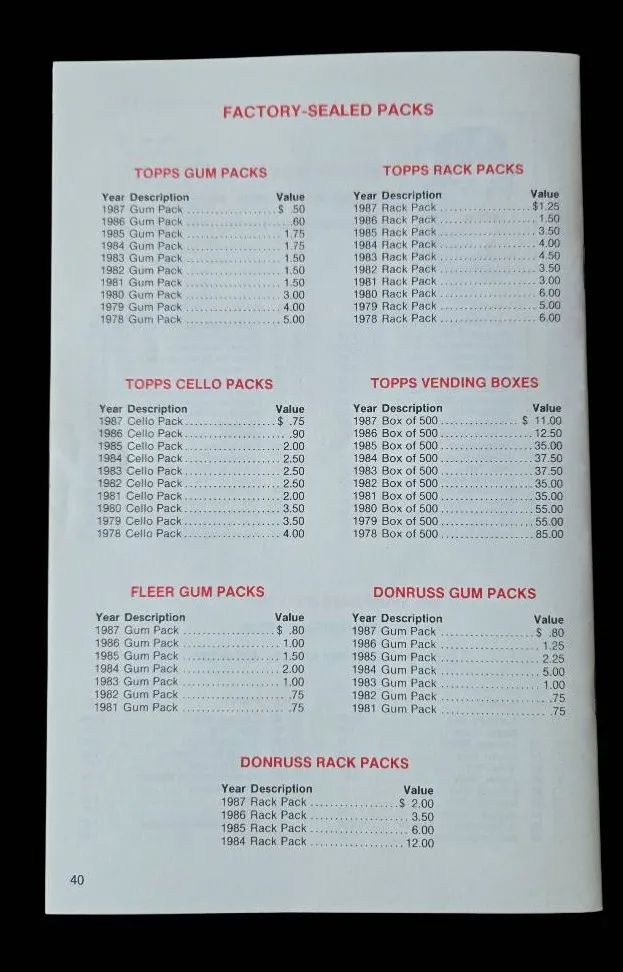 FACTORY-SEALED PACKS
TOPPS GUM PACKS
Year Description Value
1987 Gum Pack ................... $ .50
1986 Gum Pack ................... .60
1985 Gum Pack ................... 1.75
1984 Gum Pack ................... 1.75
1983 Gum Pack ................... 1.50
1982 Gum Pack ................... 1.50
1981 Gum Pack ................... 1.50
1980 Gum Pack ................... 3.00
1979 Gum Pack ................... 4.00
1978 Gum Pack ................... 5.00
TOPPS RACK PACKS
Year Description Value
1987 Rack Pack ................... $1.25
1986 Rack Pack ................... 1.50
1985 Rack Pack ................... 3.50
1984 Rack Pack ................... 4.00
1983 Rack Pack ................... 4.50
1982 Rack Pack ................... 3.50
1981 Rack Pack ................... 3.00
1980 Rack Pack ................... 6.00
1979 Rack Pack ................... 5.00
1978 Rack Pack ................... 6.00
TOPPS CELLO PACKS
Year Description Value
1987 Cello Pack ................... $ .75
1986 Cello Pack ................... .90
1985 Cello Pack ................... 2.00
1984 Cello Pack ................... 2.50
1983 Cello Pack ................... 2.50
1982 Cello Pack ................... 2.50
1981 Cello Pack ................... 2.00
1980 Cello Pack ................... 3.50
1979 Cello Pack ................... 3.50
1978 Cello Pack ................... 4.00
TOPPS VENDING BOXES
Year Description Value
1987 Box of 500 ................ $ 11.00
1986 Box of 500 ................... 12.50
1985 Box of 500 ................... 35.00
1984 Box of 500 ................... 37.50
1983 Box of 500 ................... 37.50
1982 Box of 500 ................... 35.00
1981 Box of 500 ................... 35.00
1980 Box of 500 ................... 55.00
1979 Box of 500 ................... 55.00
1978 Box of 500 ................... 85.00
FLEER GUM PACKS
Year Description Value
1987 Gum Pack ................... $ .80
1986 Gum Pack ................... 1.00
1985 Gum Pack ................... 1.50
1984 Gum Pack ................... 2.00
1983 Gum Pack ................... 1.00
1982 Gum Pack ................... .75
1981 Gum Pack ................... .75
DONRUSS GUM PACKS
Year Description Value
1987 Gum Pack ................... $ .80
1986 Gum Pack ................... 1.25
1985 Gum Pack ................... 2.25
1984 Gum Pack ................... 5.00
1983 Gum Pack ................... 1.00
1982 Gum Pack ................... .75
1981 Gum Pack ................... .75
DONRUSS RACK PACKS
Year Description Value
1987 Rack Pack .................. $ 2.00
1986 Rack Pack ................... 3.50
1985 Rack Pack ................... 6.00
1984 Rack Pack ................... 12.00
40